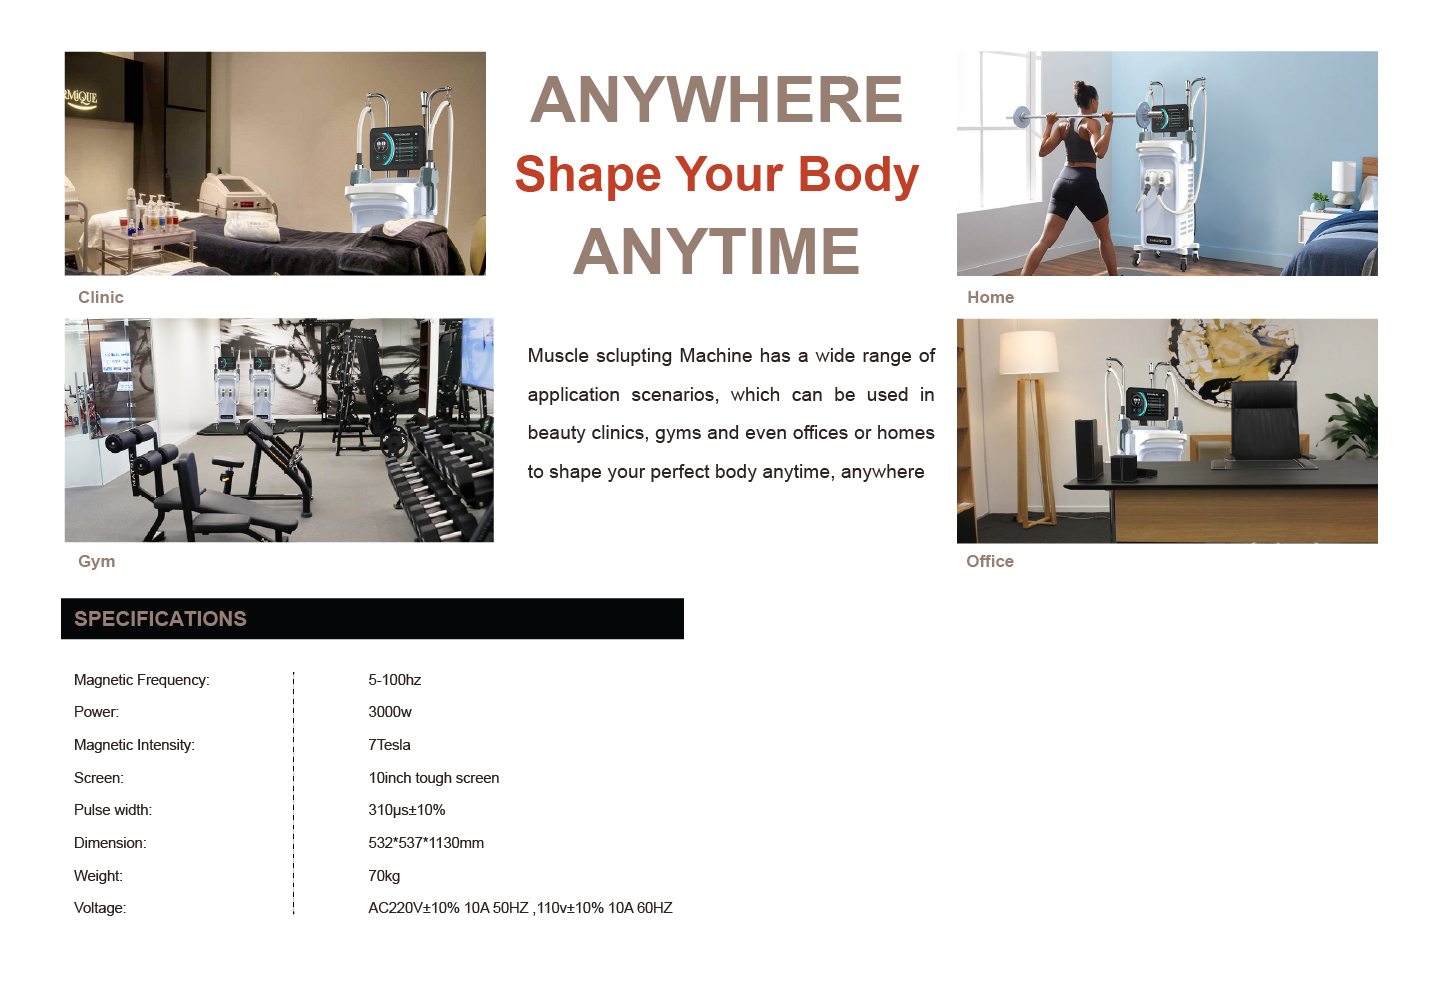 ANYWHERE
Shape Your Body
ANYTIME
Clinic
Home
Muscle sclupting Machine has a wide range of
application scenarios, which can be used in
beauty clinics, gyms and even offices or homes
to shape your perfect body anytime, anywhere
Gym
Office
SPECIFICATIONS
Magnetic Frequency: 5-100hz
Power: 3000w
Magnetic Intensity: 7Tesla
Screen: 10inch tough screen
Pulse width: 310μs±10%
Dimension: 532*537*1130mm
Weight: 70kg
Voltage: AC220V±10% 10A 50HZ ,110v±10% 10A 60HZ